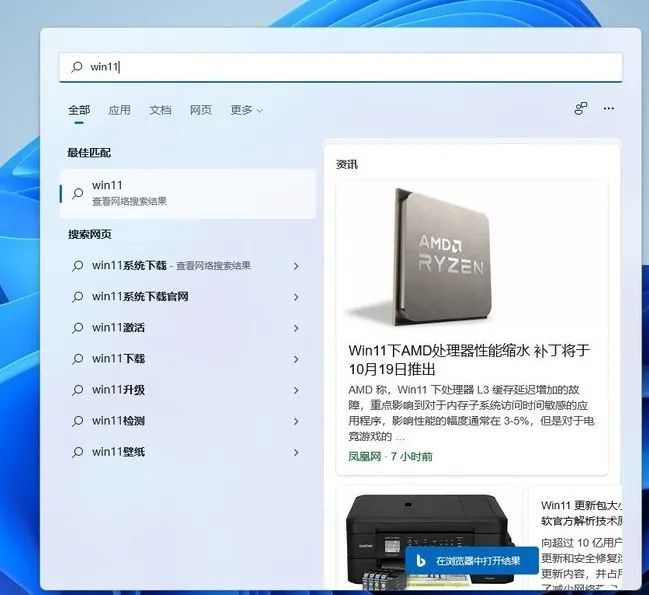 win11
全部 应用 文档 网页 更多
最佳匹配
win11
查看网络搜索结果
搜索网页
win11系统下载 - 查看网络搜索结果
win11系统下载官网
win11激活
win11下载
win11升级
win11检测
win11壁纸
资讯
AMD
RYZEN
Win11下AMD处理器性能缩水 补丁将于
10月19日推出
AMD 称，Win11 下处理器 L3 缓存延迟增加的故
障，重点影响到对于内存子系统访问时间敏感的应
用程序，影响性能的幅度通常在 3-5%，但是对于电
竞游戏的 ...
凤凰网 · 7 小时前
Win11 更新包大小
软官方解析技术
向超过 10 亿用户
更新和安全修复
更新内容，并占
在浏览器中打开结果